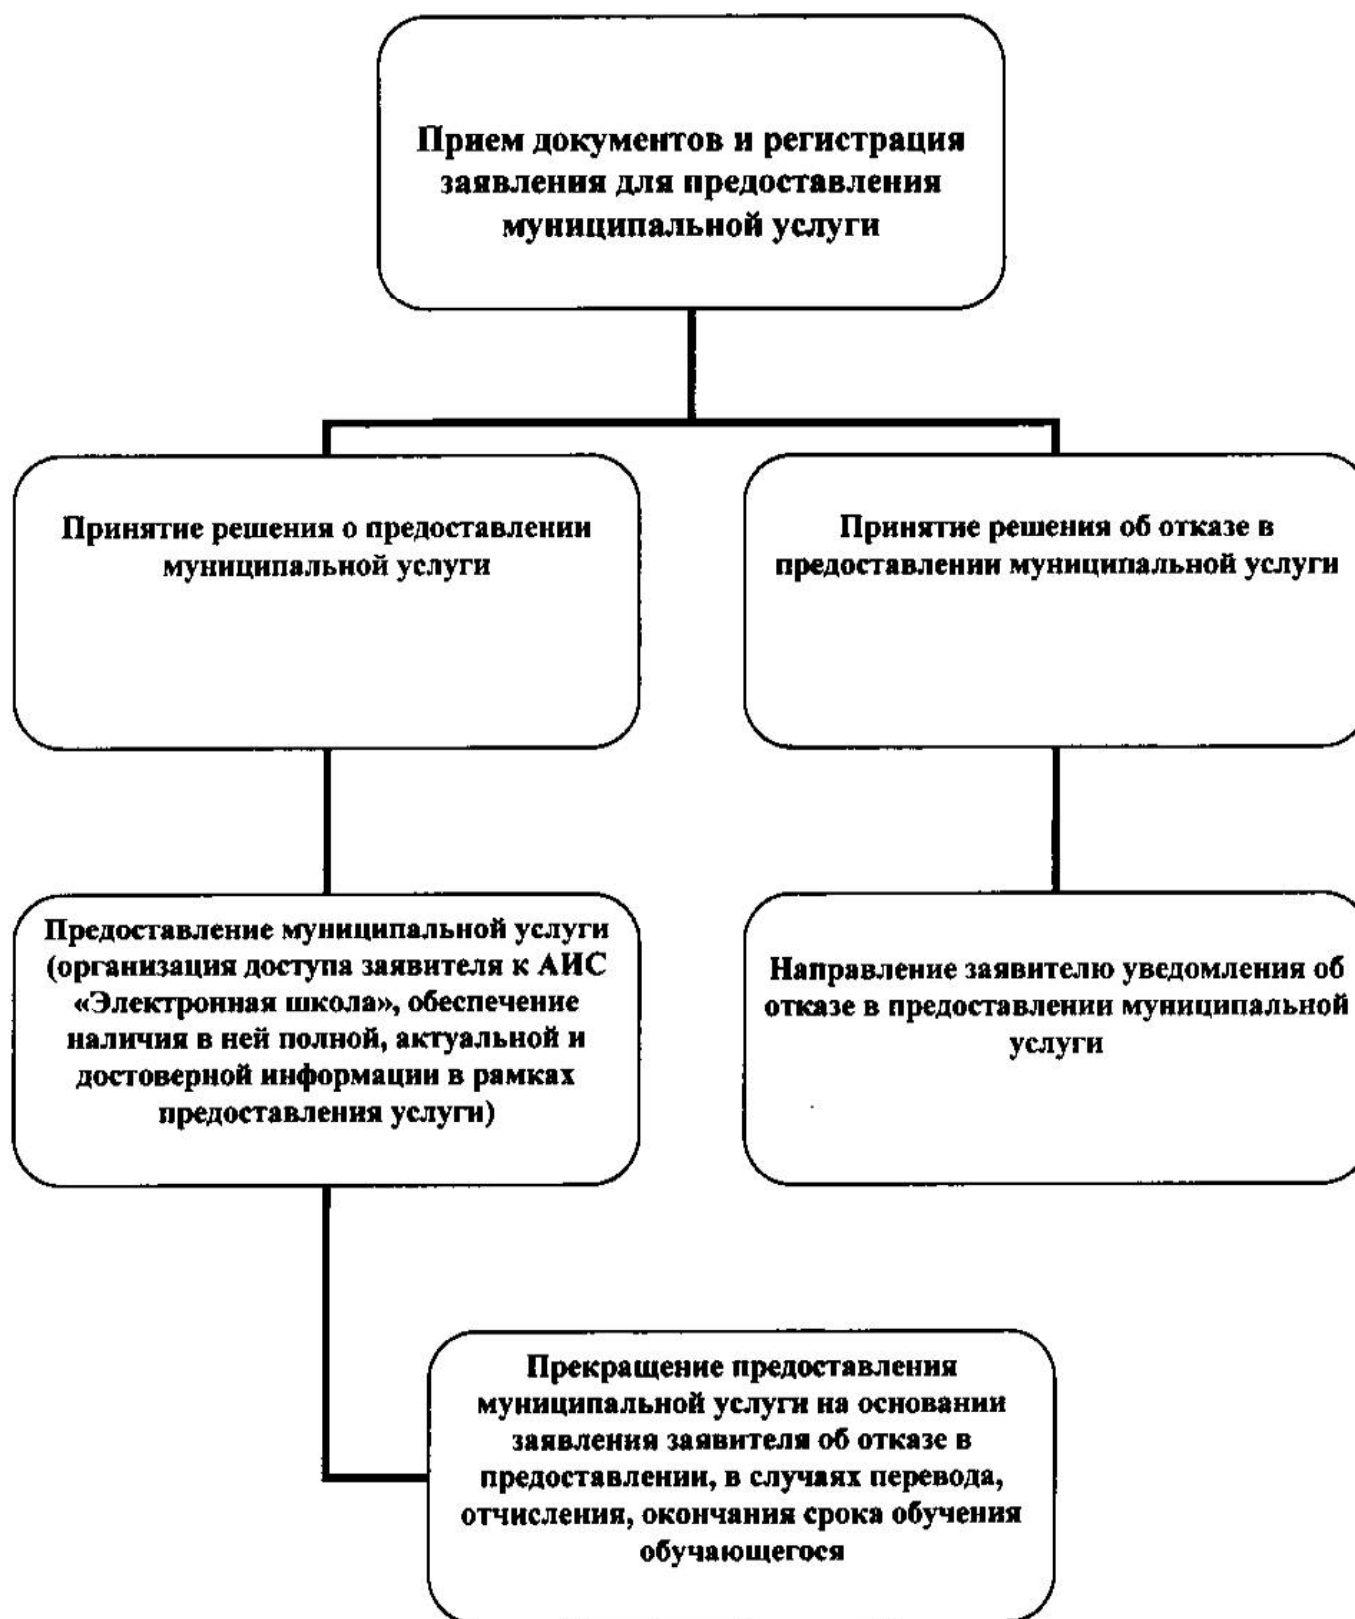 Прием документов и регистрация
заявления для предоставления
муниципальной услуги
Принятие решения о предоставлении
муниципальной услуги
Принятие решения об отказе в
предоставлении муниципальной услуги
Предоставление муниципальной услуги
(организация доступа заявителя к АИС
«Электронная школа», обеспечение
наличия в ней полной, актуальной и
достоверной информации в рамках
предоставления услуги)
Направление заявителю уведомления об
отказе в предоставлении муниципальной
услуги
Прекращение предоставления
муниципальной услуги на основании
заявления заявителя об отказе в
предоставлении, в случаях перевода,
отчисления, окончания срока обучения
обучающегося